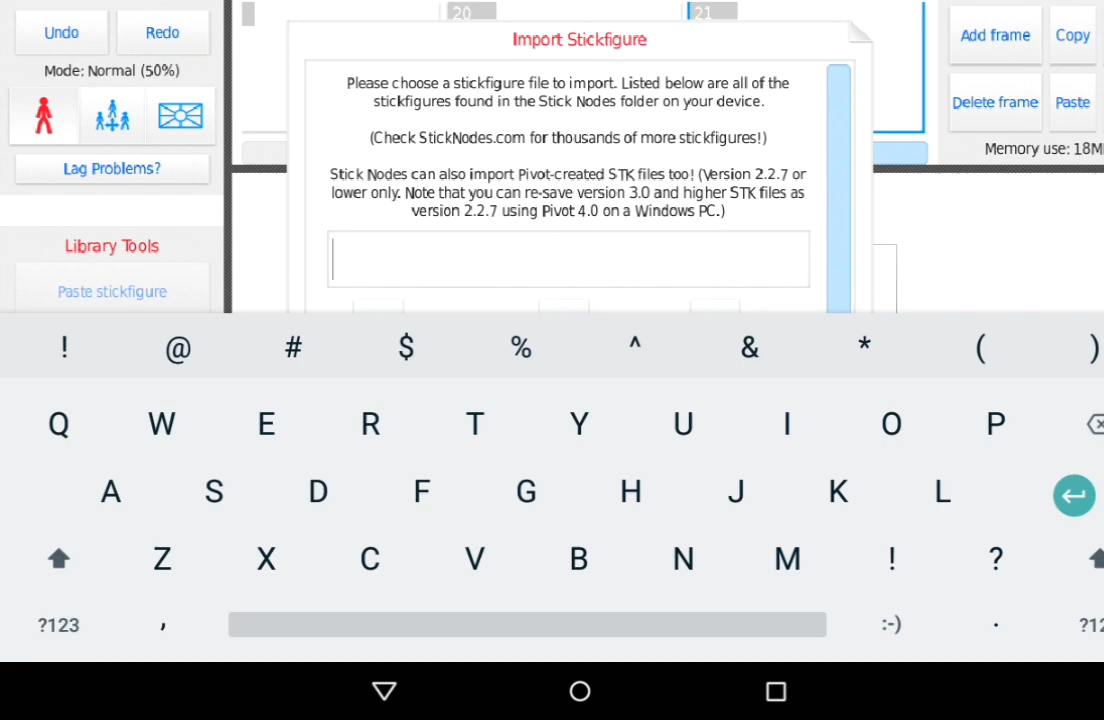 Undo
Redo
Mode: Normal (50%)
Lag Problems?
Library Tools
Paste stickfigure
20
21
Import Stickfigure
Please choose a stickfigure file to import. Listed below are all of the
stickfigures found in the Stick Nodes folder on your device.
(Check StickNodes.com for thousands of more stickfigures!)
Stick Nodes can also import Pivot-created STK files too! (Version 2.2.7 or
lower only. Note that you can re-save version 3.0 and higher STK files as
version 2.2.7 using Pivot 4.0 on a Windows PC.)
Add frame
Copy
Delete frame
Paste
Memory use: 18M
! @ # $ % ^ & * ( )
Q W E R T Y U I O P
A S D F G H J K L
Z X C V B N M ! ?
?123 , :-) . ?12